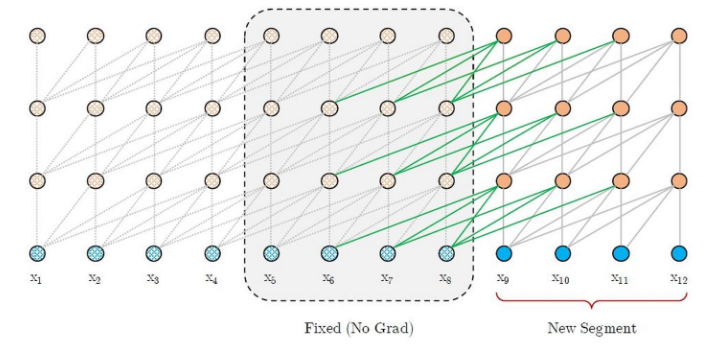 x₁ x₂ x₃ x₄ x₅ x₆ x₇ x₈ x₉ x₁₀ x₁₁ x₁₂
Fixed (No Grad) New Segment